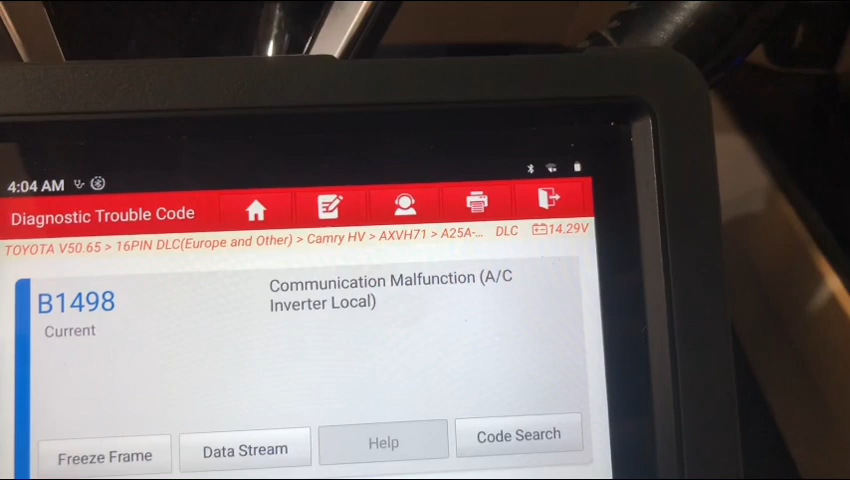 4:04 AM
Diagnostic Trouble Code
TOYOTA V50.65 > 16PIN DLC(Europe and Other) > Camry HV > AXVH71 > A25A-... DLC 14.29V
B1498 Communication Malfunction (A/C
Inverter Local)
Current
Freeze Frame Data Stream Help Code Search